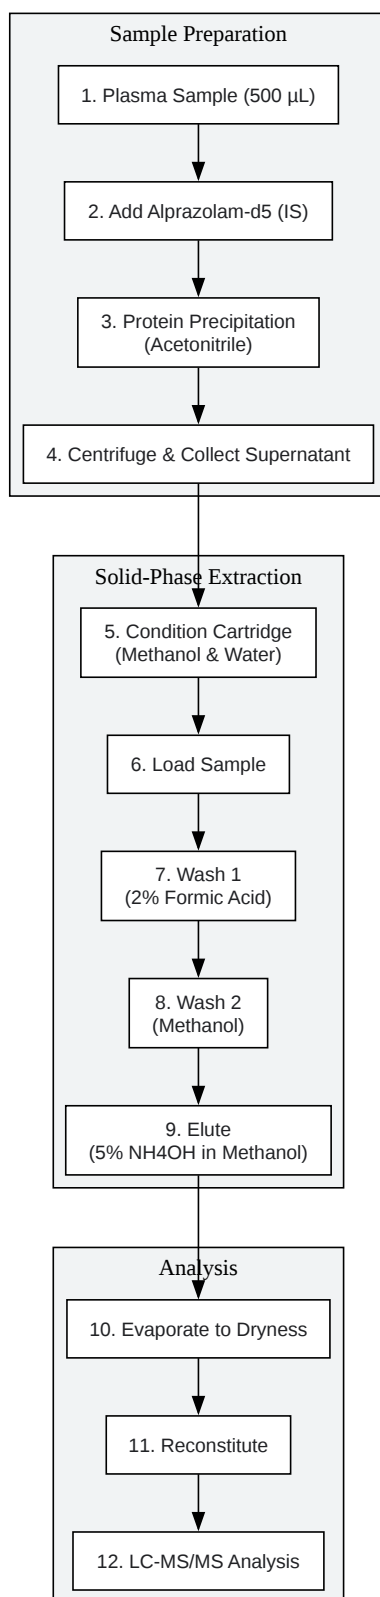 Sample Preparation
1. Plasma Sample (500 µL)
2. Add Alprazolam-d5 (IS)
3. Protein Precipitation
(Acetonitrile)
4. Centrifuge & Collect Supernatant
Solid-Phase Extraction
5. Condition Cartridge
(Methanol & Water)
6. Load Sample
7. Wash 1
(2% Formic Acid)
8. Wash 2
(Methanol)
9. Elute
(5% NH4OH in Methanol)
Analysis
10. Evaporate to Dryness
11. Reconstitute
12. LC-MS/MS Analysis